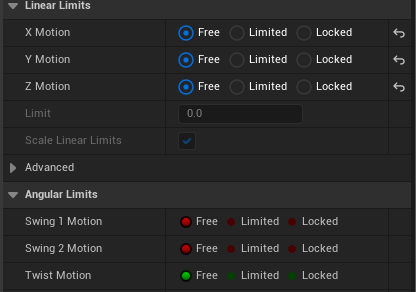 Linear Limits
X Motion Free Limited Locked
Y Motion Free Limited Locked
Z Motion Free Limited Locked
Limit 0.0
Scale Linear Limits
Advanced
Angular Limits
Swing 1 Motion Free Limited Locked
Swing 2 Motion Free Limited Locked
Twist Motion Free Limited Locked